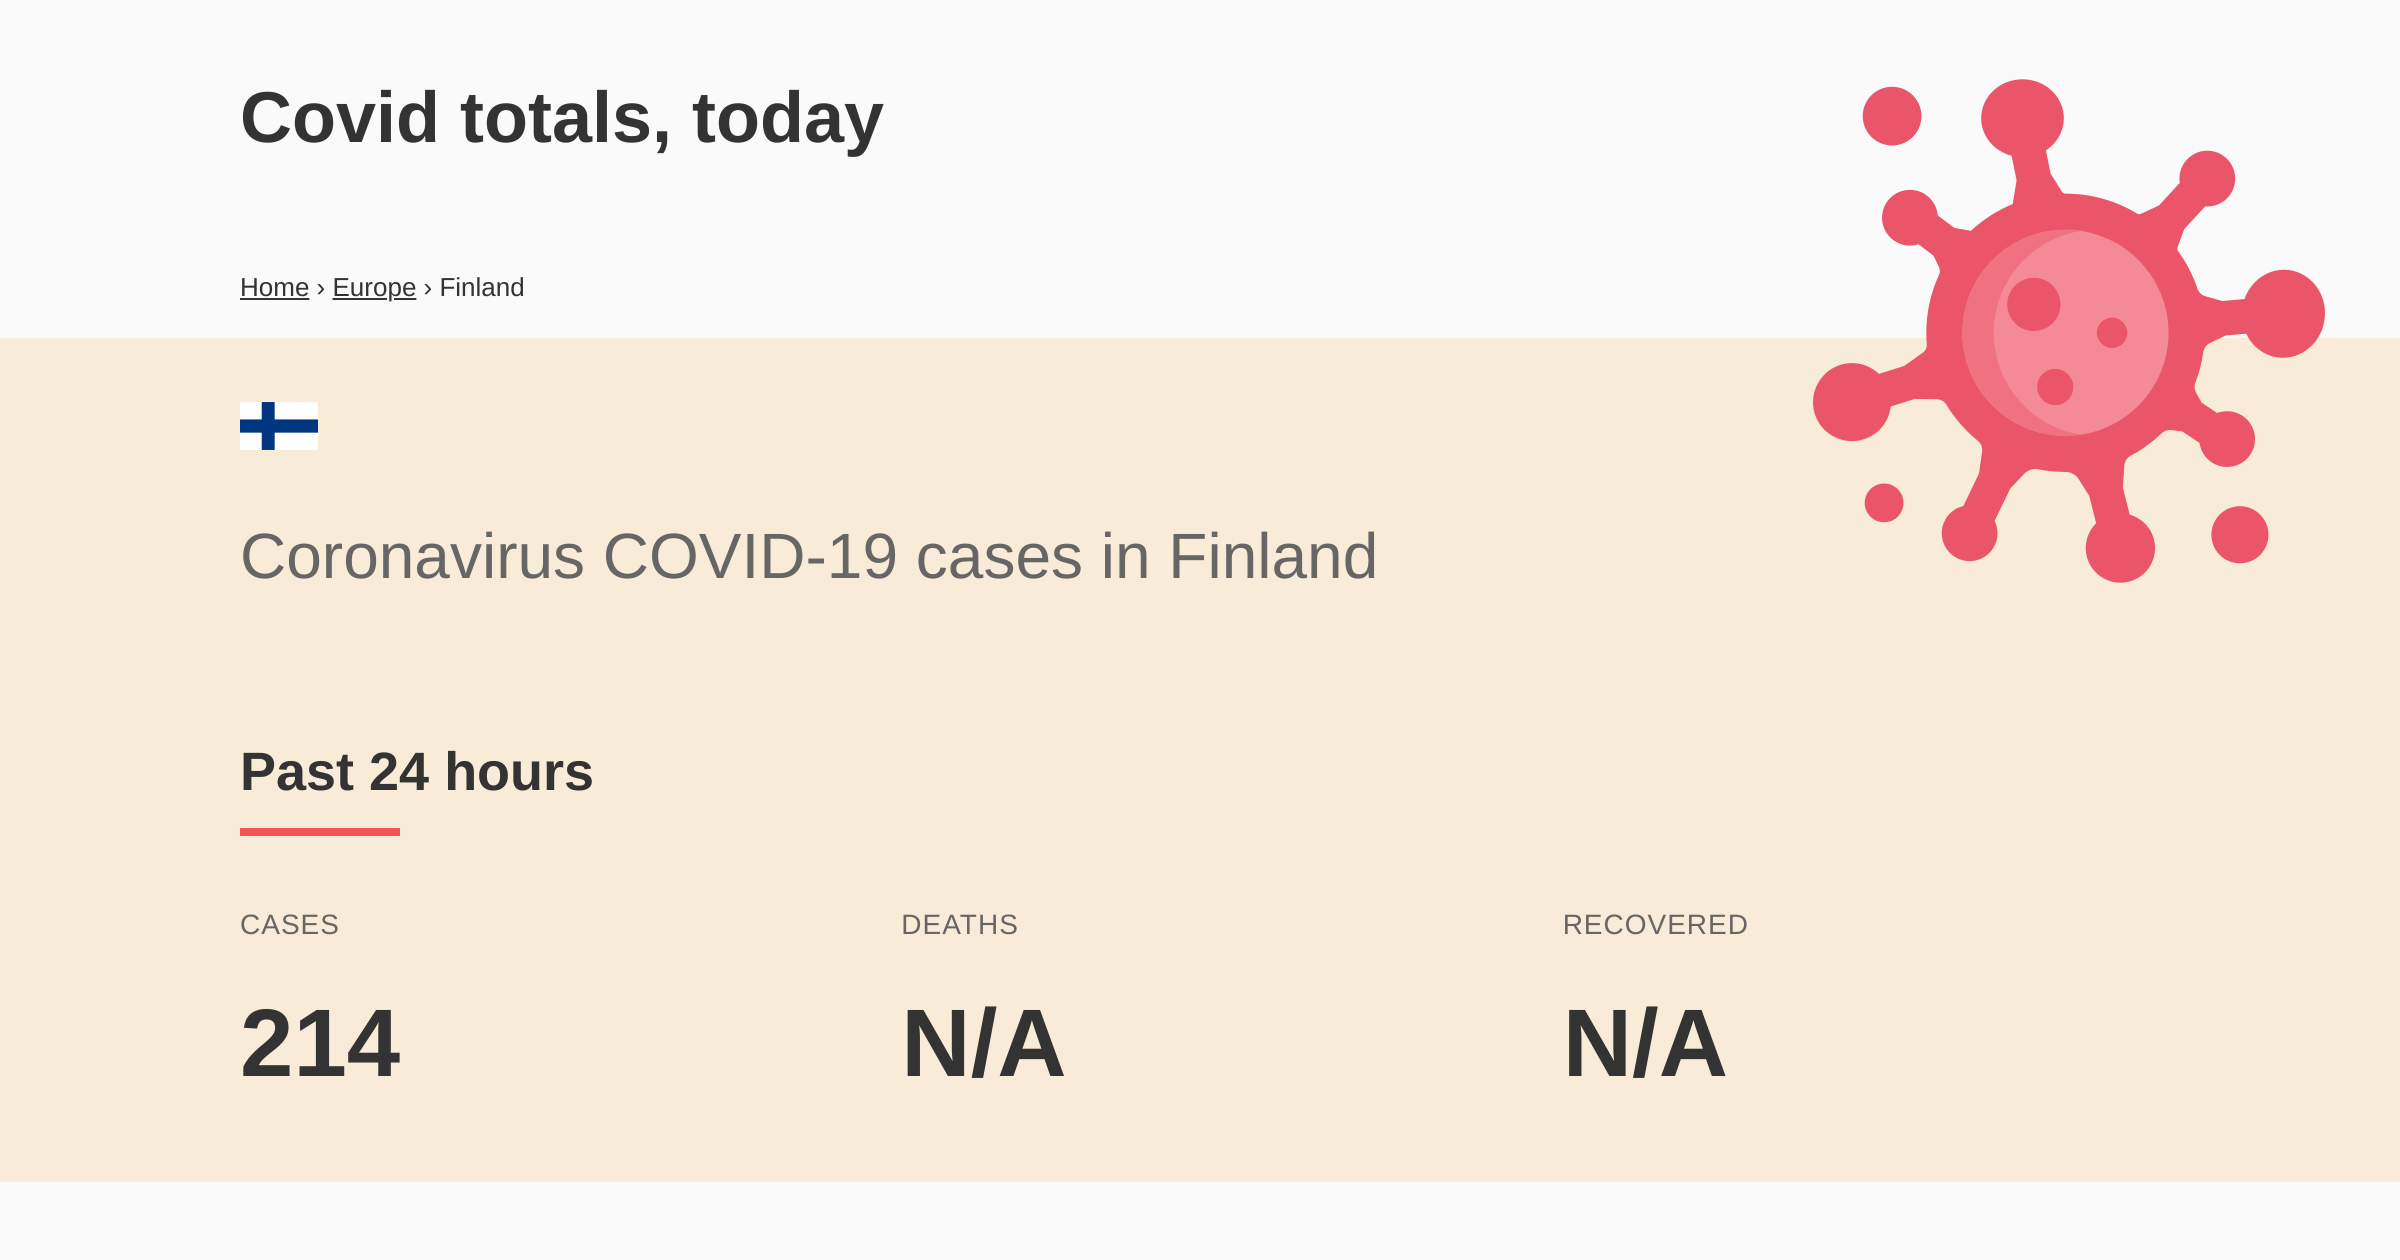 Covid totals, today
Home › Europe › Finland
Coronavirus COVID-19 cases in Finland
Past 24 hours
CASES
DEATHS
RECOVERED
214
N/A
N/A